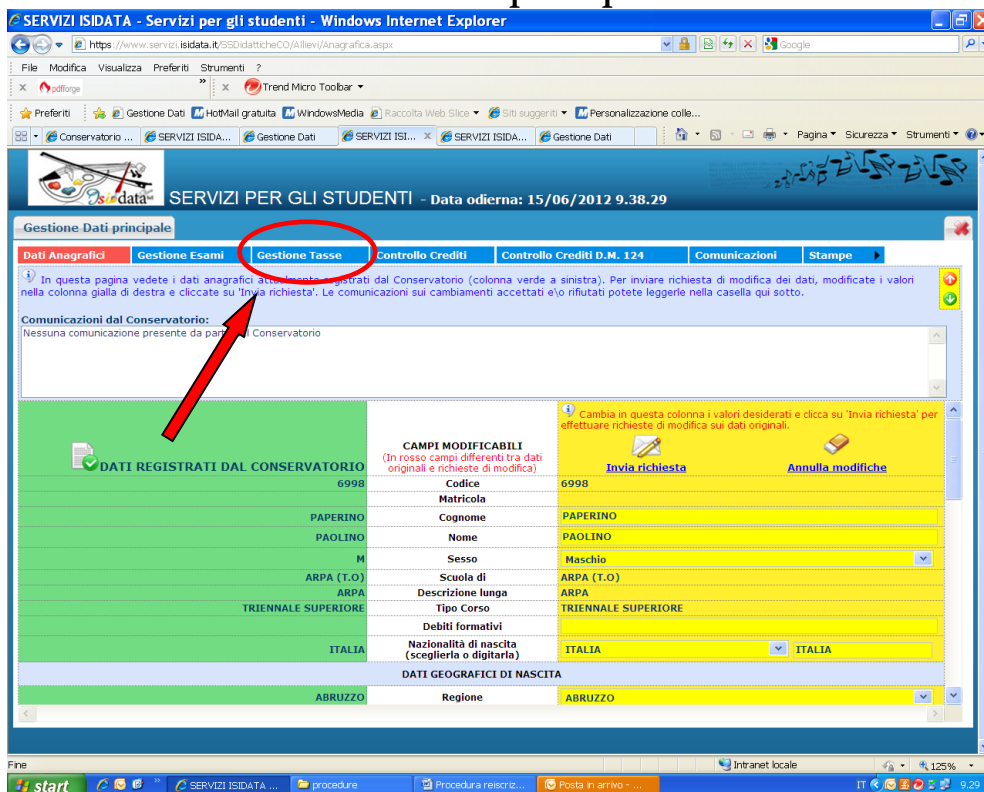 SERVIZI ISIDATA - Servizi per gli studenti - Windows Internet Explorer
https://www.servizi.isidata.it/SSDidatticheCO/Allievi/Anagrafica.aspx
Google
File Modifica Visualizza Preferiti Strumenti ?
x pdfforge » x Trend Micro Toolbar
Preferiti Gestione Dati HotMail gratuita WindowsMedia Raccolta Web Slice Siti suggeriti Personalizzazione colle...
Conservatorio ... SERVIZI ISIDA... Gestione Dati SERVIZI ISI... x SERVIZI ISIDA... Gestione Dati Pagina Sicurezza Strumenti
Isidata™ SERVIZI PER GLI STUDENTI - Data odierna: 15/06/2012 9.38.29
Gestione Dati principale
Dati Anagrafici Gestione Esami Gestione Tasse Controllo Crediti Controllo Crediti D.M. 124 Comunicazioni Stampe
In questa pagina vedete i dati anagrafici attualmente registrati dal Conservatorio (colonna verde a sinistra). Per inviare richiesta di modifica dei dati, modificate i valori
nella colonna gialla di destra e cliccate su 'Invia richiesta'. Le comunicazioni sui cambiamenti accettati e\o rifiutati potete leggerle nella casella qui sotto.
Comunicazioni dal Conservatorio:
Nessuna comunicazione presente da parte del Conservatorio
Cambia in questa colonna i valori desiderati e clicca su 'Invia richiesta' per
effettuare richieste di modifica sui dati originali.
DATI REGISTRATI DAL CONSERVATORIO
CAMPI MODIFICABILI
(In rosso campi differenti tra dati
originali e richieste di modifica)
Invia richiesta Annulla modifiche
6998 Codice 6998
Matricola
PAPERINO Cognome PAPERINO
PAOLINO Nome PAOLINO
M Sesso Maschio
ARPA (T.O) Scuola di ARPA (T.O)
ARPA Descrizione lunga ARPA
TRIENNALE SUPERIORE Tipo Corso TRIENNALE SUPERIORE
Debiti formativi
ITALIA Nazionalità di nascita
(sceglierla o digitarla) ITALIA ITALIA
DATI GEOGRAFICI DI NASCITA
ABRUZZO Regione ABRUZZO
Fine Intranet locale 125%
start » SERVIZI ISIDATA ... procedure Procedura reiscriz... Posta in arrivo - ... IT 9.29